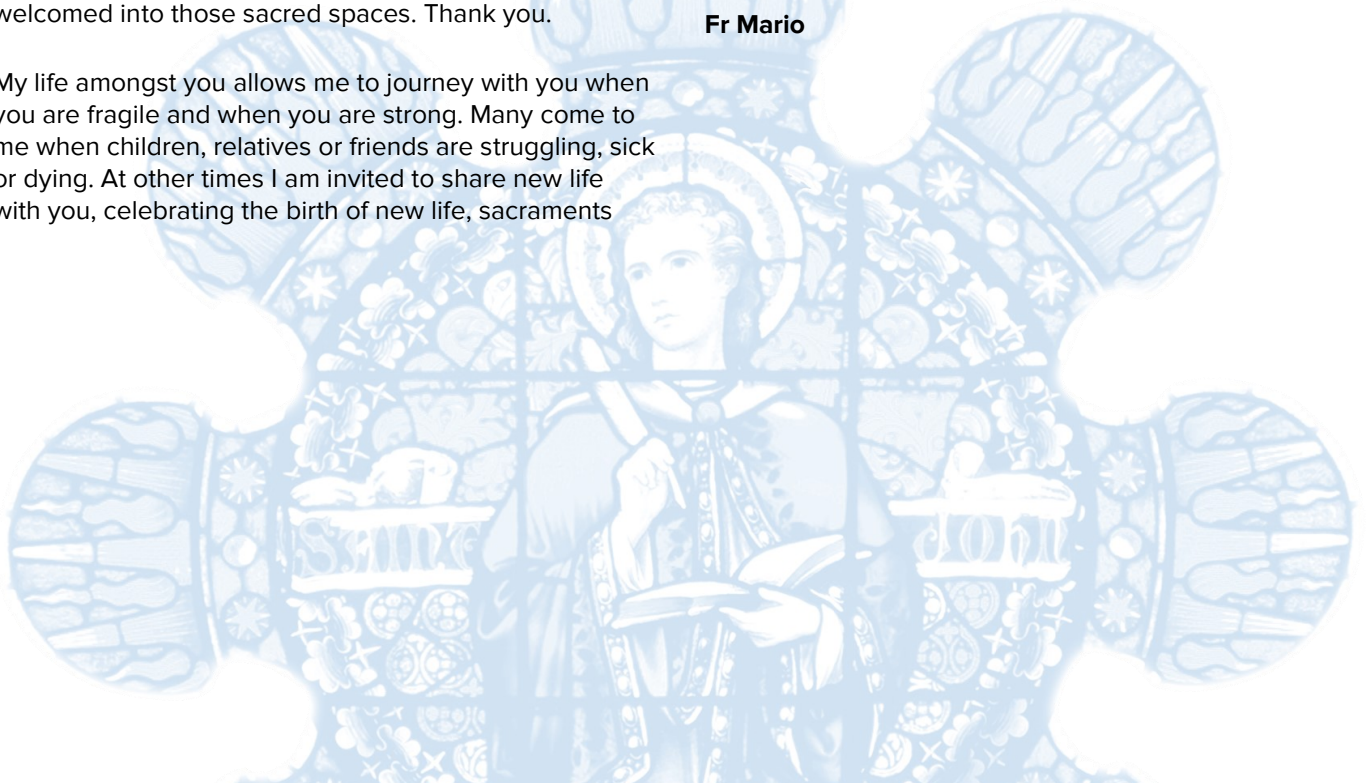 welcomed into those sacred spaces. Thank you.
My life amongst you allows me to journey with you when
you are fragile and when you are strong. Many come to
me when children, relatives or friends are struggling, sick
or dying. At other times I am invited to share new life
with you, celebrating the birth of new life, sacraments
Fr Mario
Sainte
John